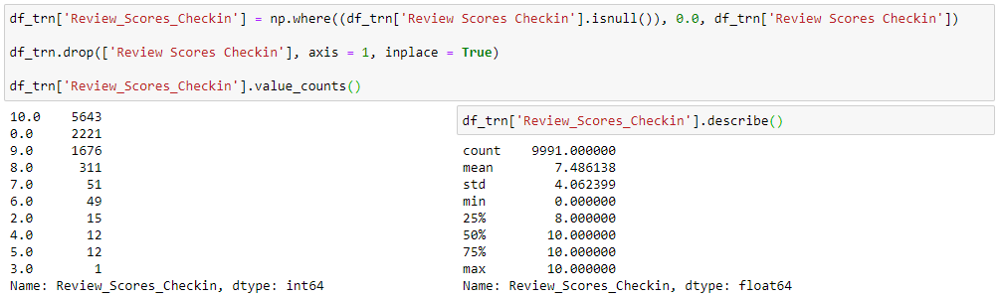 df_trn['Review_Scores_Checkin'] = np.where((df_trn['Review Scores Checkin'].isnull()), 0.0, df_trn['Review Scores Checkin'])
df_trn.drop(['Review Scores Checkin'], axis = 1, inplace = True)
df_trn['Review_Scores_Checkin'].value_counts()
10.0 5643
0.0 2221
9.0 1676
8.0 311
7.0 51
6.0 49
2.0 15
4.0 12
5.0 12
3.0 1
Name: Review_Scores_Checkin, dtype: int64
df_trn['Review_Scores_Checkin'].describe()
count 9991.000000
mean 7.486138
std 4.062399
min 0.000000
25% 8.000000
50% 10.000000
75% 10.000000
max 10.000000
Name: Review_Scores_Checkin, dtype: float64